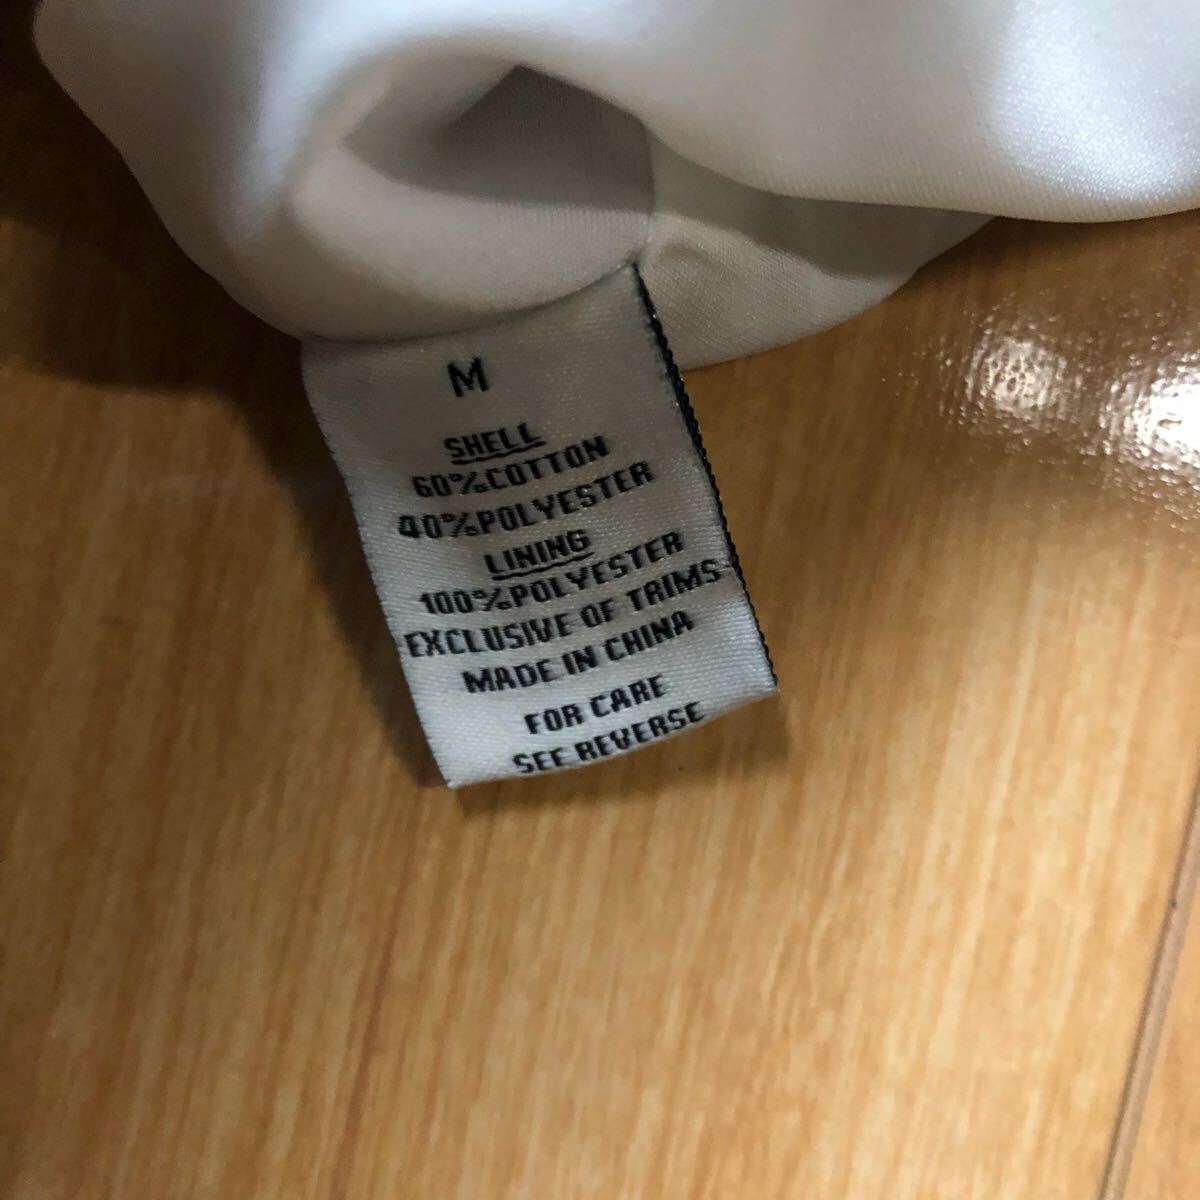 M
SHELL
60%COTTON
40%POLYESTER
LINING
100%POLYESTER
EXCLUSIVE OF TRIMS
MADE IN CHINA
FOR CARE
SEE REVERSE